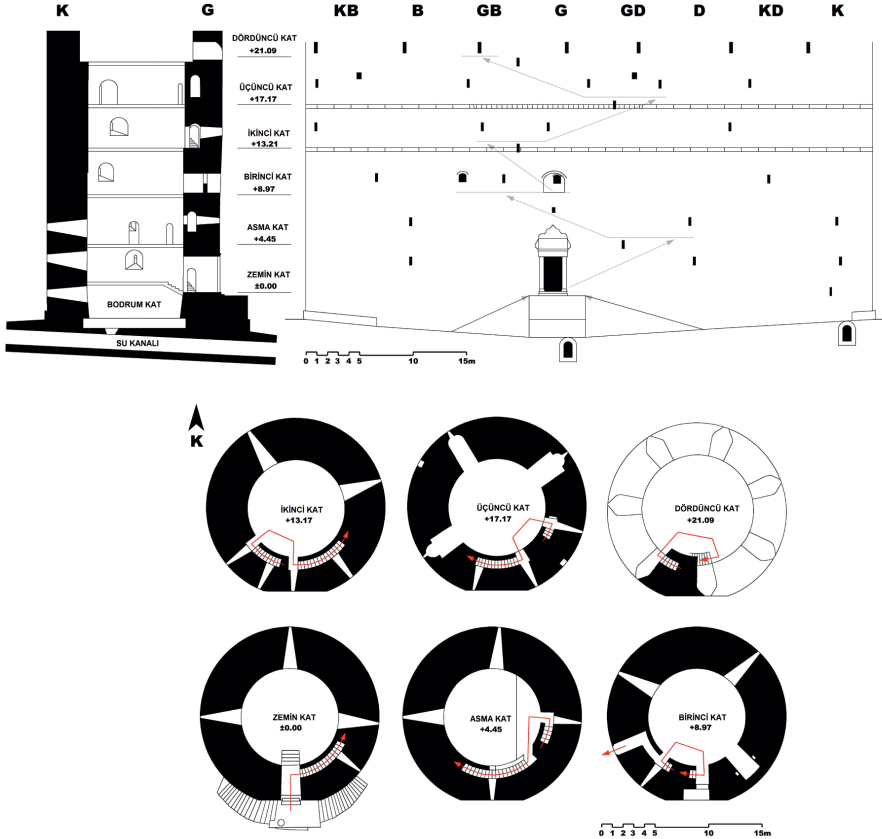 K G
KB B GB G GD D KD K
DÖRDÜNCÜ KAT
+21.09
ÜÇÜNCÜ KAT
+17.17
İKİNCİ KAT
+13.21
BİRİNCİ KAT
+8.97
ASMA KAT
+4.45
ZEMİN KAT
±0.00
BODRUM KAT
SU KANALI
0 1 2 3 4 5 10 15m
K
İKİNCİ KAT
+13.17
ÜÇÜNCÜ KAT
+17.17
DÖRDÜNCÜ KAT
+21.09
ZEMİN KAT
±0.00
ASMA KAT
+4.45
BİRİNCİ KAT
+8.97
0 1 2 3 4 5 10 15m